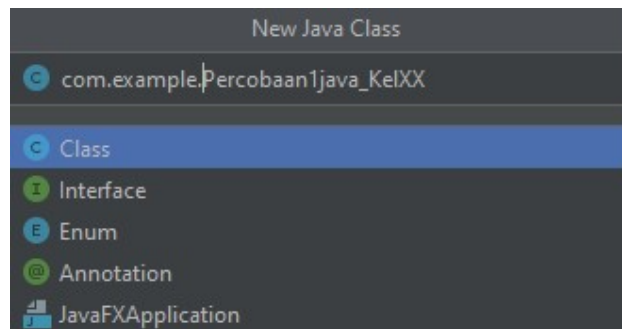 New Java Class
C com.example.Percobaan1java_KelXX
C Class
I Interface
E Enum
@ Annotation
JavaFXApplication